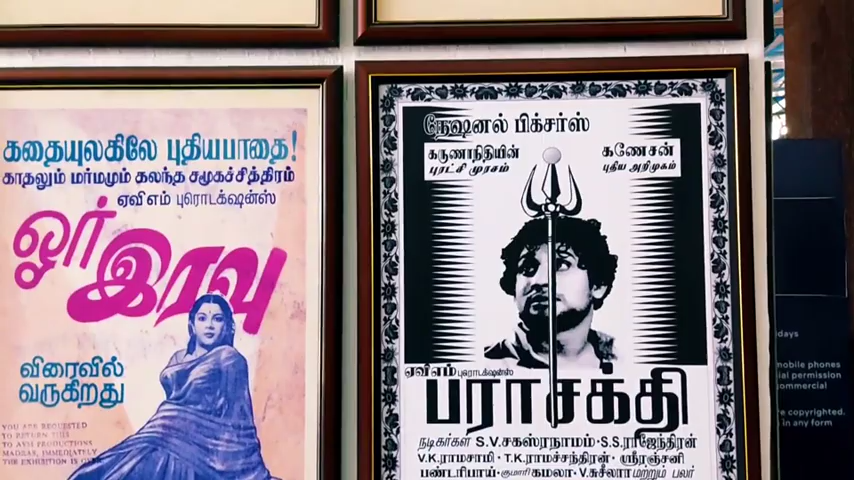 கதையுலகிலே புதியபாதை!
காதலும் மர்மமும் கலந்த சமூகச்சித்திரம்
ஏவிஎம் புரொடக்ஷன்ஸ்
ஓர் இரவு
விரைவில்
வருகிறது
YOU ARE REQUESTED
TO RETURN THIS
TO AVM PRODUCTIONS
MADRAS, IMMEDIATELY
THE EXHIBITION IS
நேஷனல் பிக்சர்ஸ்
கருணாநிதியின்
புரட்சி முரசம்
கணேசன்
புதிய அறிமுகம்
ஏவிஎம் புரொடக்ஷன்ஸ்
பராசக்தி
நடிகர்கள் S.V.சகஸ்ரநாமம்·S.S.ராஜேந்திரன்
V.K.ராமசாமி·T.K.ராமச்சந்திரன்·ஸ்ரீரஞ்சனி
பண்டரிபாய்·குமாரி கமலா·V.சுசீலா மற்றும் பலர்
days
mobile phones
ial permission
ommercial
re copyrighted.
in any form